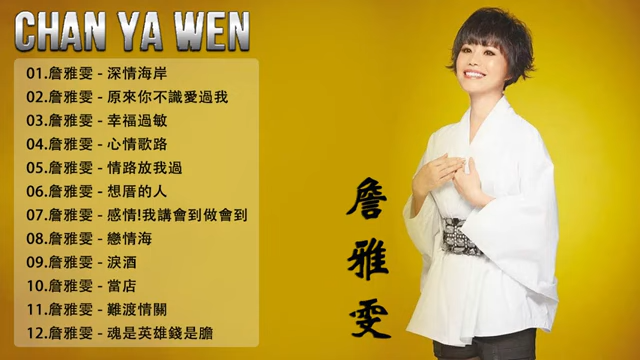 CHAN YA WEN
01.詹雅雯 - 深情海岸
02.詹雅雯 - 原來你不識愛過我
03.詹雅雯 - 幸福過敏
04.詹雅雯 - 心情歌路
05.詹雅雯 - 情路放我過
06.詹雅雯 - 想厝的人
07.詹雅雯 - 感情!我講會到做會到
08.詹雅雯 - 戀情海
09.詹雅雯 - 淚酒
10.詹雅雯 - 當店
11.詹雅雯 - 難渡情關
12.詹雅雯 - 魂是英雄錢是膽
詹雅雯